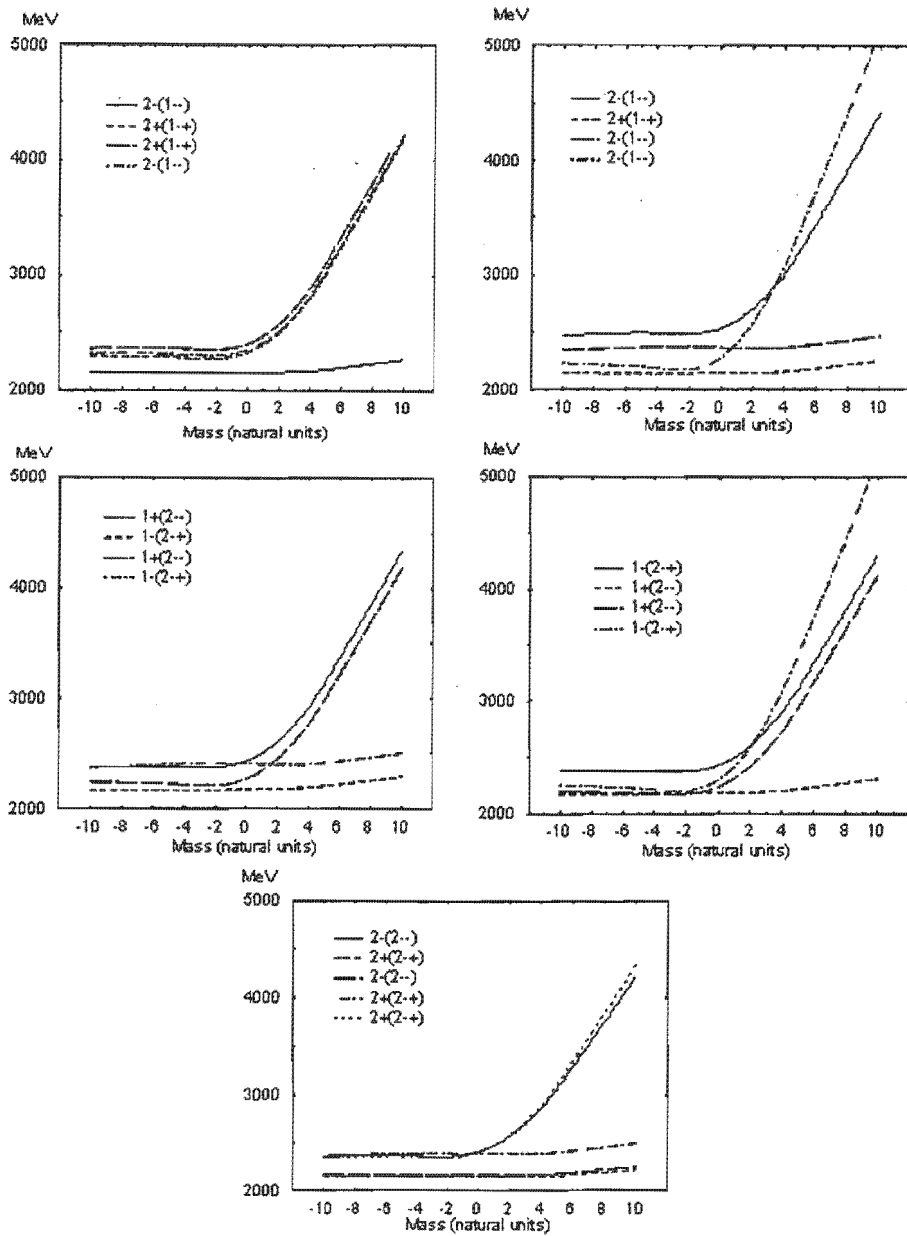 MeV
5000
4000
3000
2000
2-(1--)
2+(1-+)
2+(1-+)
2-(1--)
-10 -8 -6 -4 -2 0 2 4 6 8 10
Mass (natural units)
MeV
5000
4000
3000
2000
2-(1--)
2+(1-+)
2-(1--)
2-(1--)
-10 -8 -6 -4 -2 0 2 4 6 8 10
Mass (natural units)
MeV
5000
4000
3000
2000
1+(2--)
1-(2-+)
1+(2--)
1-(2-+)
-10 -8 -6 -4 -2 0 2 4 6 8 10
Mass (natural units)
MeV
5000
4000
3000
2000
1-(2-+)
1+(2--)
1+(2--)
1-(2-+)
-10 -8 -6 -4 -2 0 2 4 6 8 10
Mass (natural units)
MeV
5000
4000
3000
2000
2-(2--)
2+(2-+)
2-(2--)
2+(2-+)
2+(2-+)
-10 -8 -6 -4 -2 0 2 4 6 8 10
Mass (natural units)